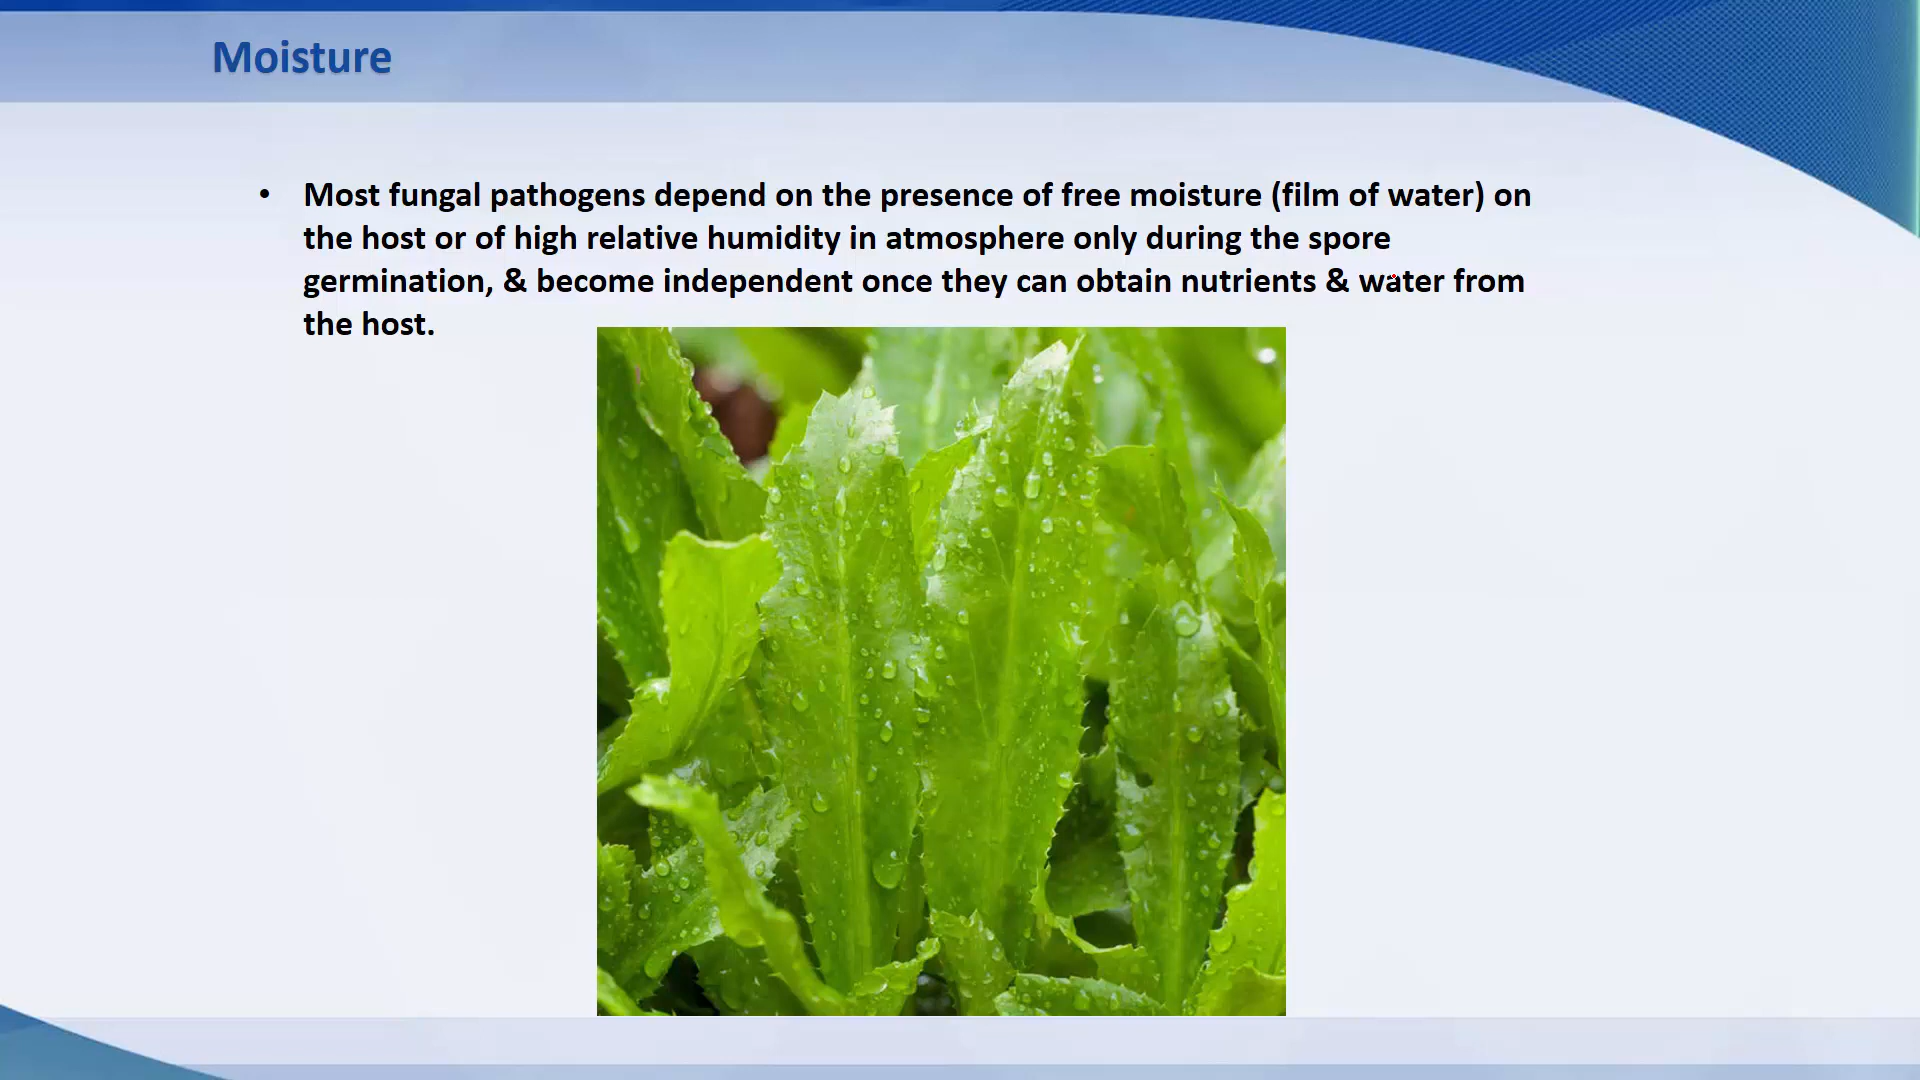 Moisture
• Most fungal pathogens depend on the presence of free moisture (film of water) on
the host or of high relative humidity in atmosphere only during the spore
germination, & become independent once they can obtain nutrients & water from
the host.